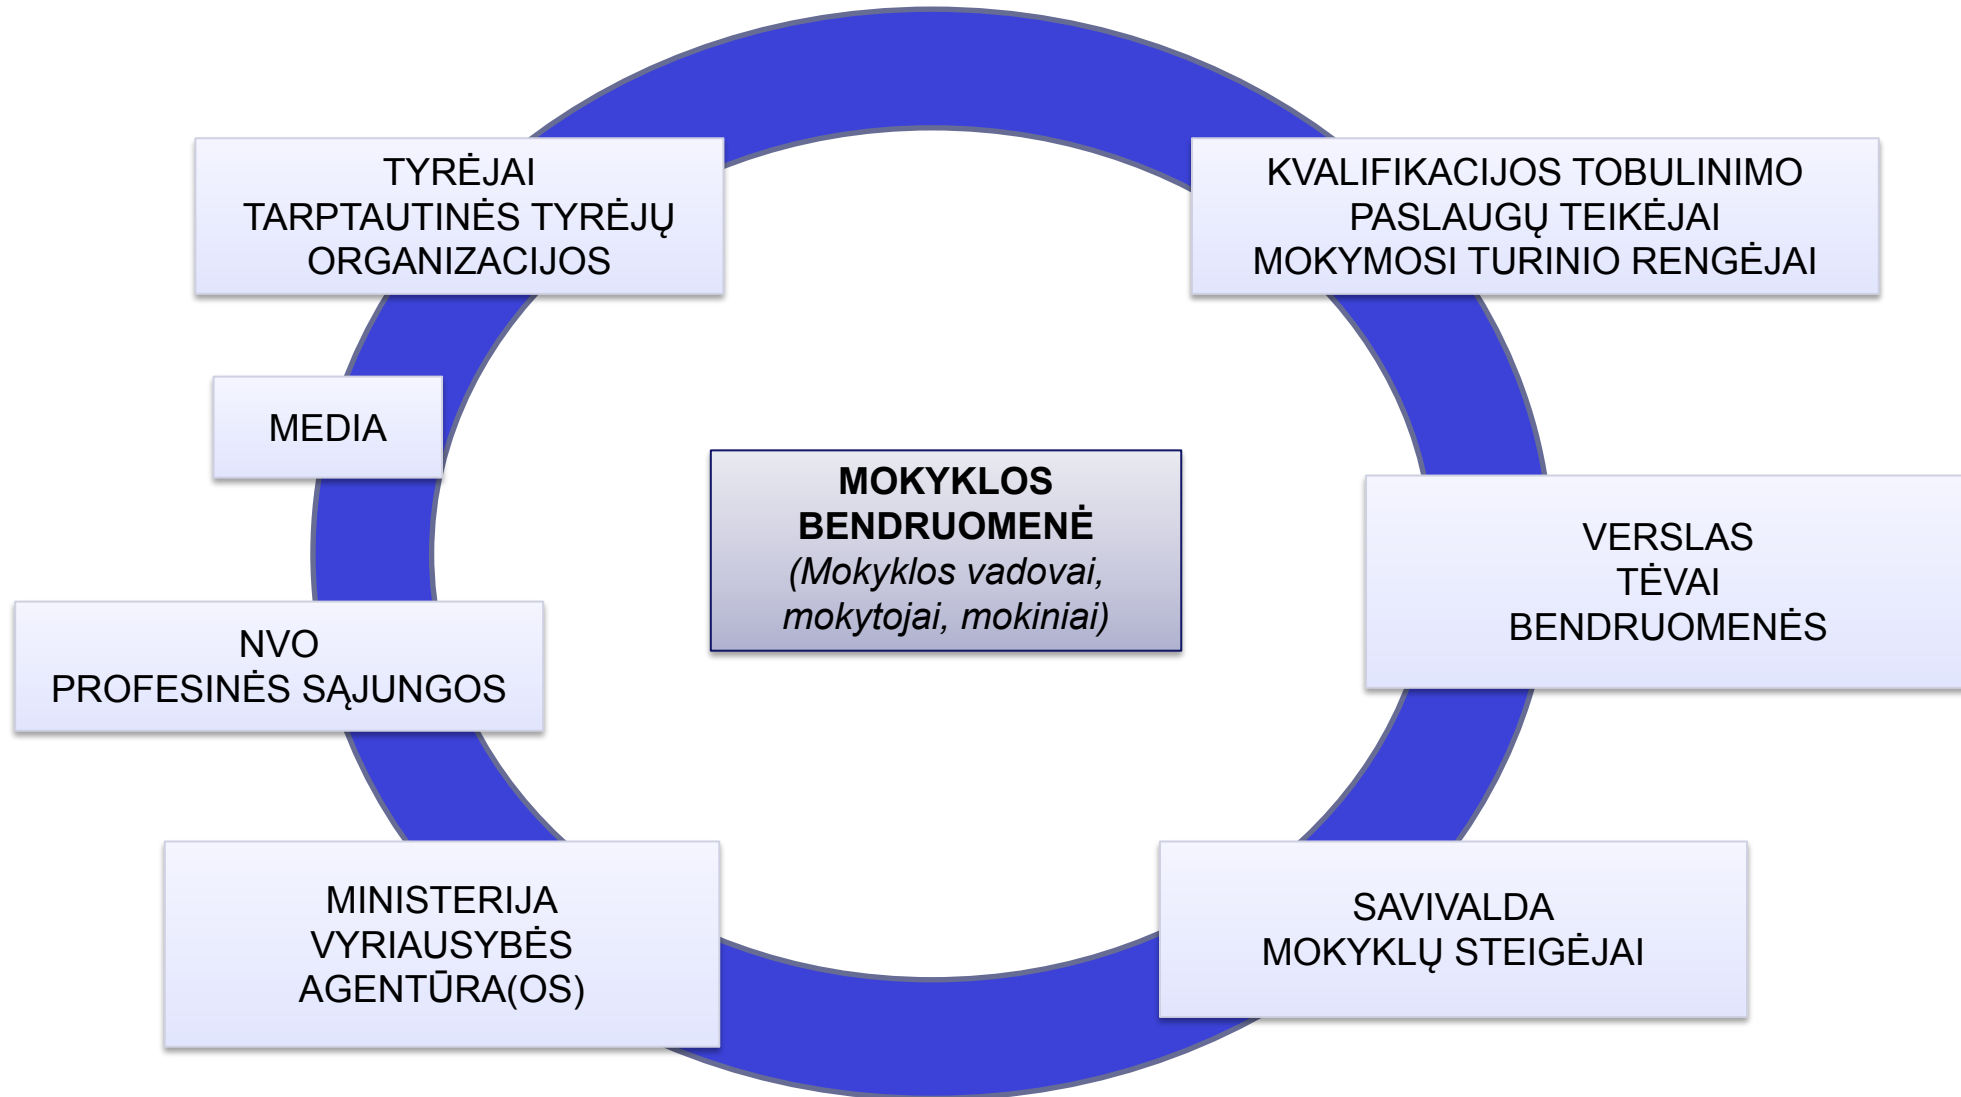 TYRĖJAI
TARPTAUTINĖS TYRĖJŲ
ORGANIZACIJOS
KVALIFIKACIJOS TOBULINIMO
PASLAUGŲ TEIKĖJAI
MOKYMOSI TURINIO RENGĖJAI
MEDIA
MOKYKLOS
BENDRUOMENĖ
(Mokyklos vadovai,
mokytojai, mokiniai)
VERSLAS
TĖVAI
BENDRUOMENĖS
NVO
PROFESINĖS SĄJUNGOS
MINISTERIJA
VYRIAUSYBĖS
AGENTŪRA(OS)
SAVIVALDA
MOKYKLŲ STEIGĖJAI